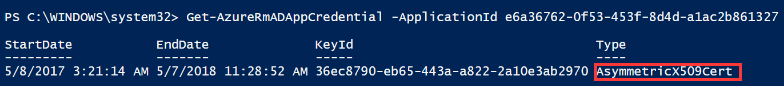 PS C:\WINDOWS\system32> Get-AzureRmADAppCredential -ApplicationId e6a36762-0f53-453f-8d4d-a1ac2b861327
StartDate EndDate KeyId Type
--------- ------- ----- ----
5/8/2017 3:21:14 AM 5/7/2018 11:28:52 AM 36ec8790-eb65-443a-a822-2a10e3ab2970 AsymmetricX509Cert